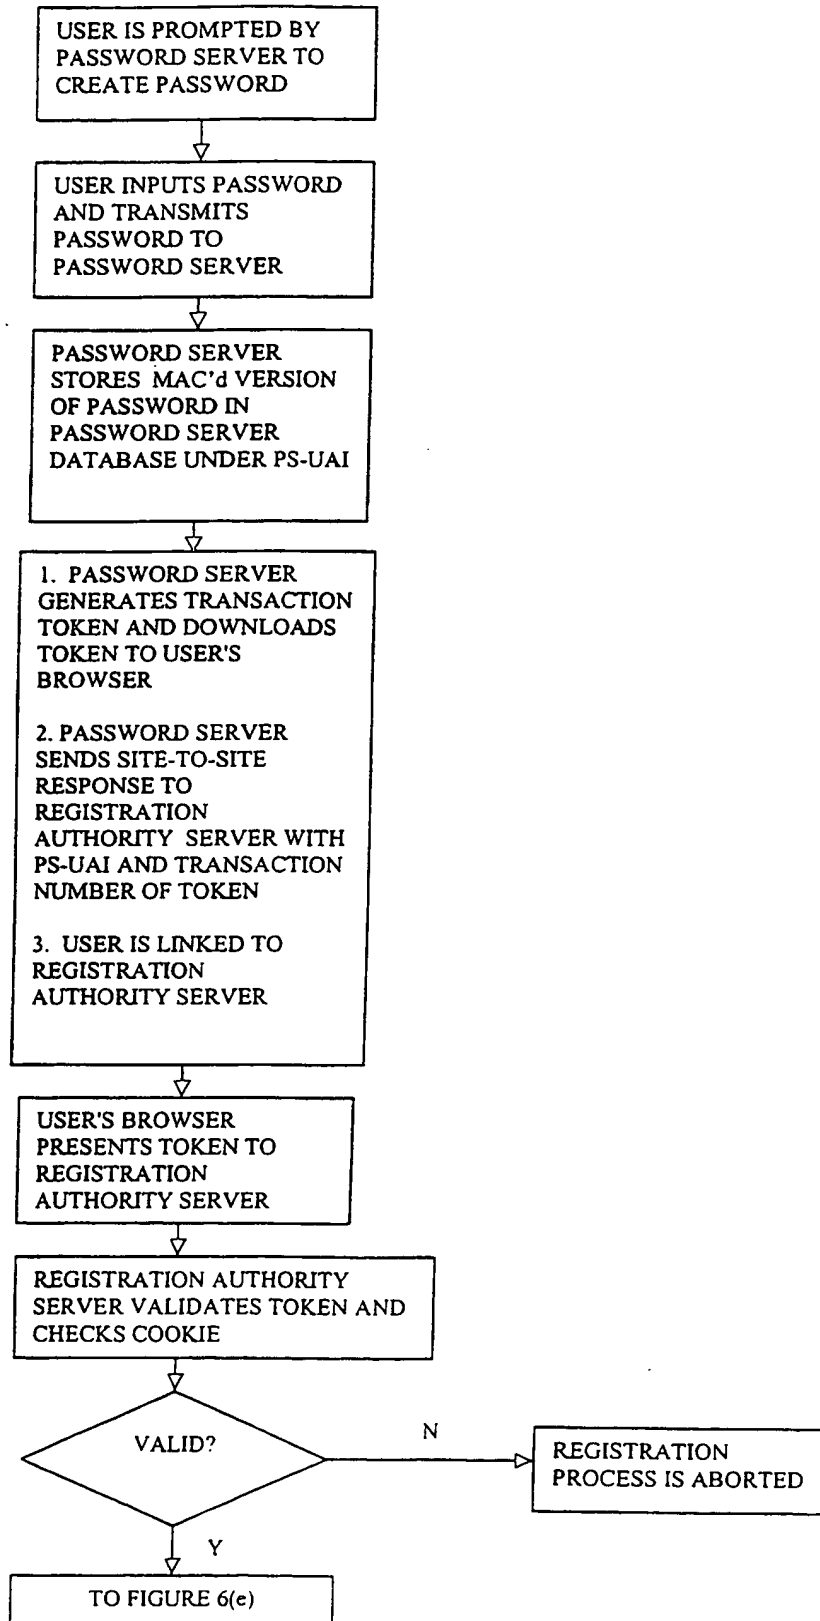 USER IS PROMPTED BY
PASSWORD SERVER TO
CREATE PASSWORD
USER INPUTS PASSWORD
AND TRANSMITS
PASSWORD TO
PASSWORD SERVER
PASSWORD SERVER
STORES MAC'd VERSION
OF PASSWORD IN
PASSWORD SERVER
DATABASE UNDER PS-UAI
1. PASSWORD SERVER
GENERATES TRANSACTION
TOKEN AND DOWNLOADS
TOKEN TO USER'S
BROWSER
2. PASSWORD SERVER
SENDS SITE-TO-SITE
RESPONSE TO
REGISTRATION
AUTHORITY SERVER WITH
PS-UAI AND TRANSACTION
NUMBER OF TOKEN
3. USER IS LINKED TO
REGISTRATION
AUTHORITY SERVER
USER'S BROWSER
PRESENTS TOKEN TO
REGISTRATION
AUTHORITY SERVER
REGISTRATION AUTHORITY
SERVER VALIDATES TOKEN AND
CHECKS COOKIE
VALID?
N
REGISTRATION
PROCESS IS ABORTED
Y
TO FIGURE 6(e)